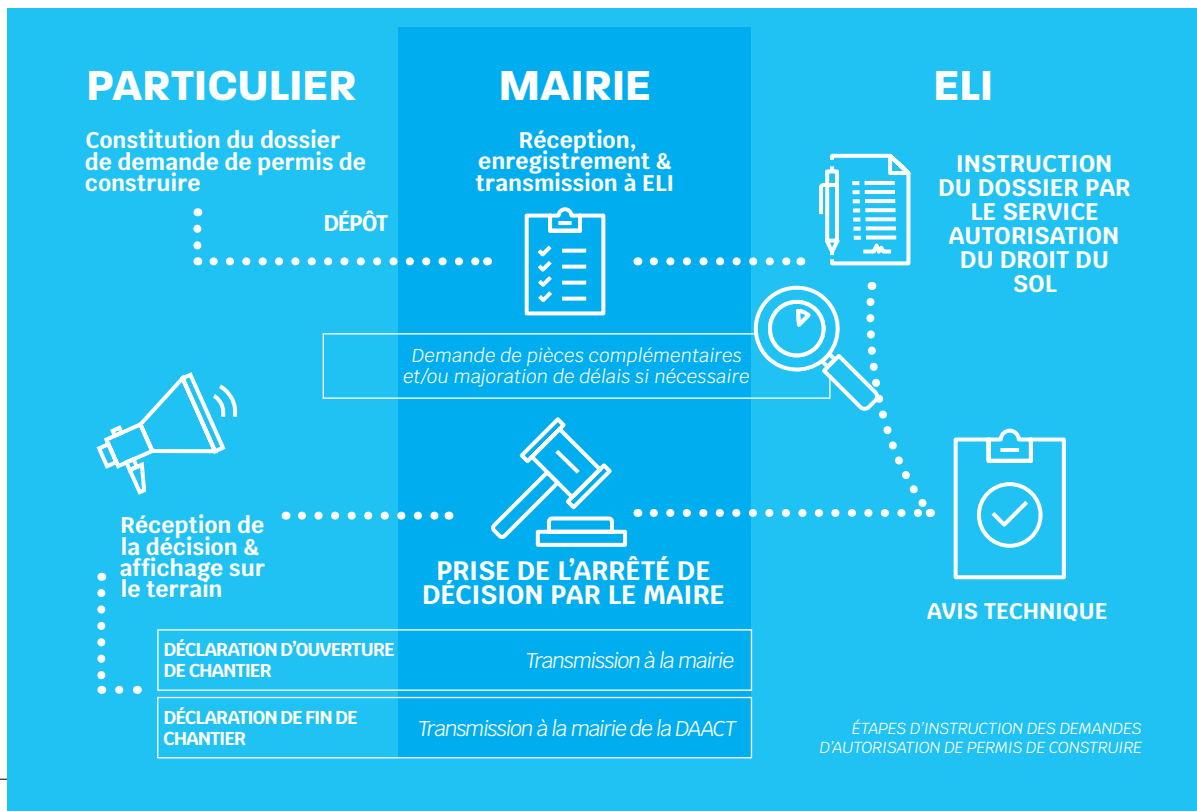 PARTICULIER
Constitution du dossier
de demande de permis de
construire
DÉPÔT
MAIRIE
Réception,
enregistrement &
transmission à ELI
ELI
INSTRUCTION
DU DOSSIER PAR
LE SERVICE
AUTORISATION
DU DROIT DU
SOL
Demande de pièces complémentaires
et/ou majoration de délais si nécessaire
AVIS TECHNIQUE
PRISE DE L'ARRÊTÉ DE
DÉCISION PAR LE MAIRE
Réception de
la décision &
affichage sur
le terrain
DÉCLARATION D'OUVERTURE
DE CHANTIER
Transmission à la mairie
DÉCLARATION DE FIN DE
CHANTIER
Transmission à la mairie de la DAACT
ÉTAPES D'INSTRUCTION DES DEMANDES
D'AUTORISATION DE PERMIS DE CONSTRUIRE